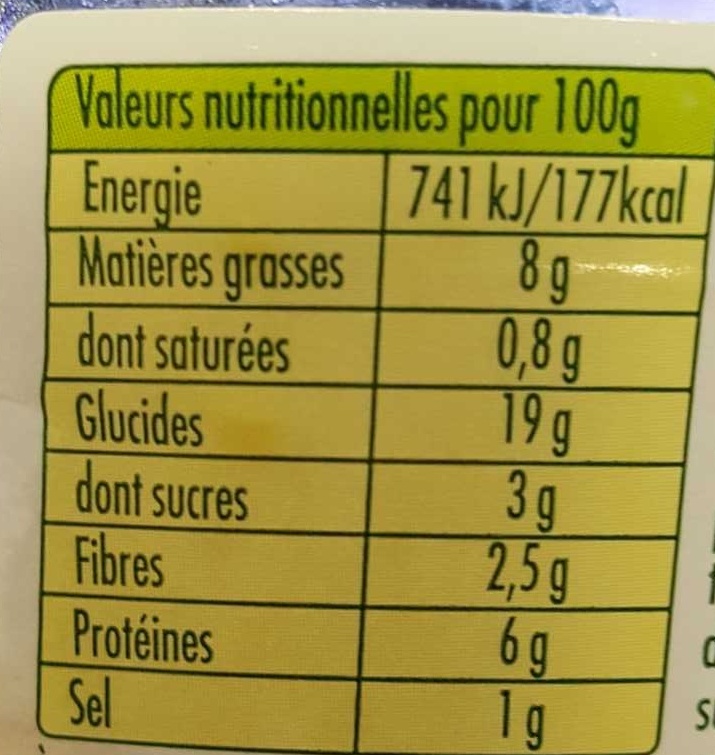 Valeurs nutritionnelles pour 100g
Energie 741 kJ/177kcal
Matières grasses 8 g
dont saturées 0,8 g
Glucides 19 g
dont sucres 3 g
Fibres 2,5 g
Protéines 6 g
Sel 1 g